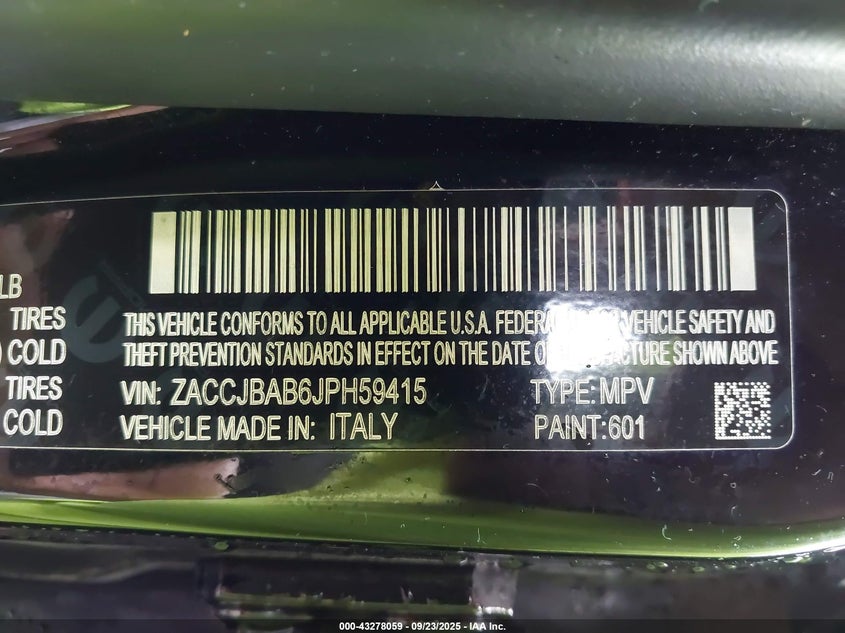 LB
TIRES
THIS VEHICLE CONFORMS TO ALL APPLICABLE U.S.A. VEHICLE SAFETY AND
COLD
THEFT PREVENTION STANDARDS IN EFFECT ON THE DATE SHOWN ABOVE
TIRES
VIN: ZACCJBAB6JPH59415 TYPE: MPV
COLD
VEHICLE MADE IN: ITALY PAINT:601
000-43278059 - 09/23/2025 - IAA Inc.